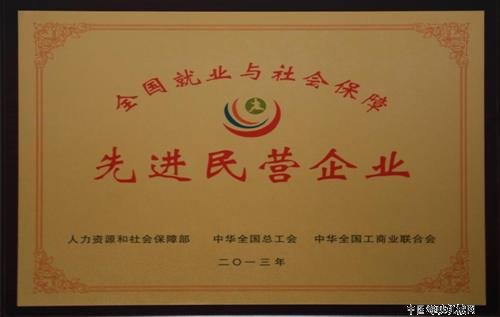 全国就业与社会保障
先进民营企业
人力资源和社会保障部 中华全国总工会 中华全国工商业联合会
二〇一三年